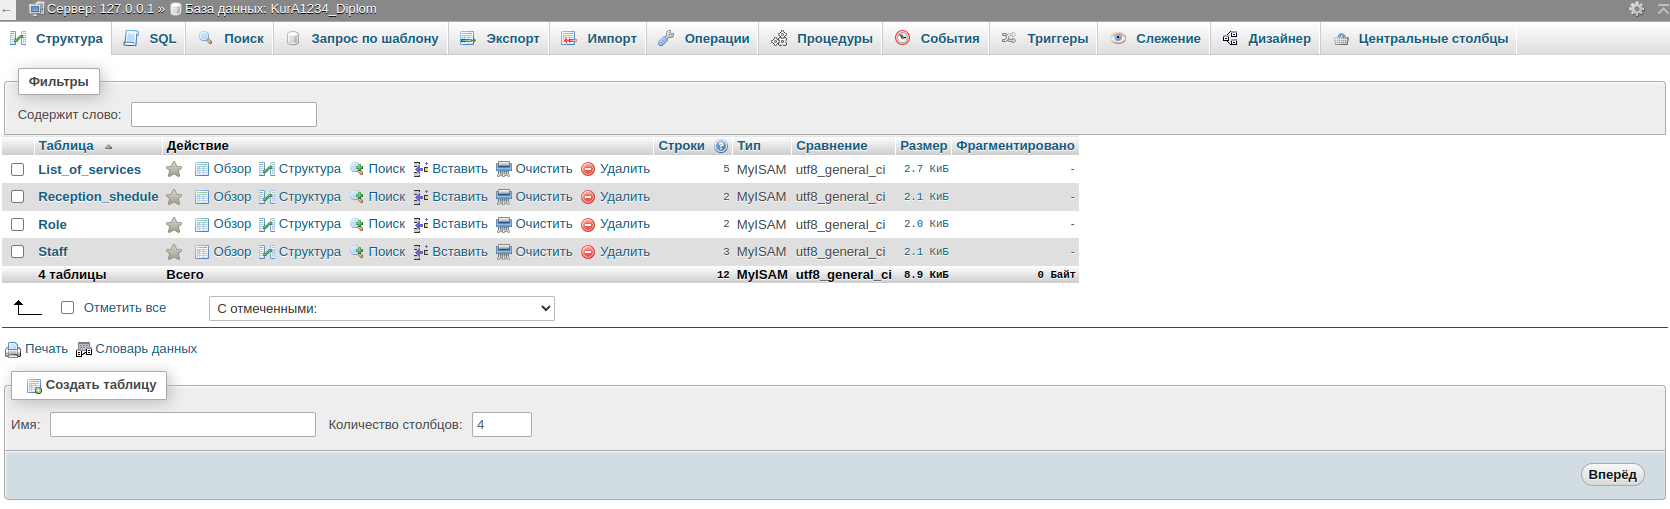 Сервер: 127.0.0.1 » База данных: KurA1234_Diplom
Структура SQL Поиск Запрос по шаблону Экспорт Импорт Операции Процедуры События Триггеры Слежение Дизайнер Центральные столбцы
Фильтры
Содержит слово:
Таблица Действие Строки Тип Сравнение Размер Фрагментировано
List_of_services Обзор Структура Поиск Вставить Очистить Удалить 5 MyISAM utf8_general_ci 2.7 КиБ -
Reception_shedule Обзор Структура Поиск Вставить Очистить Удалить 2 MyISAM utf8_general_ci 2.1 КиБ -
Role Обзор Структура Поиск Вставить Очистить Удалить 2 MyISAM utf8_general_ci 2.0 КиБ -
Staff Обзор Структура Поиск Вставить Очистить Удалить 3 MyISAM utf8_general_ci 2.1 КиБ -
4 таблицы Всего 12 MyISAM utf8_general_ci 8.9 КиБ 0 Байт
Отметить все С отмеченными:
Печать Словарь данных
Создать таблицу
Имя: Количество столбцов: 4
Вперёд